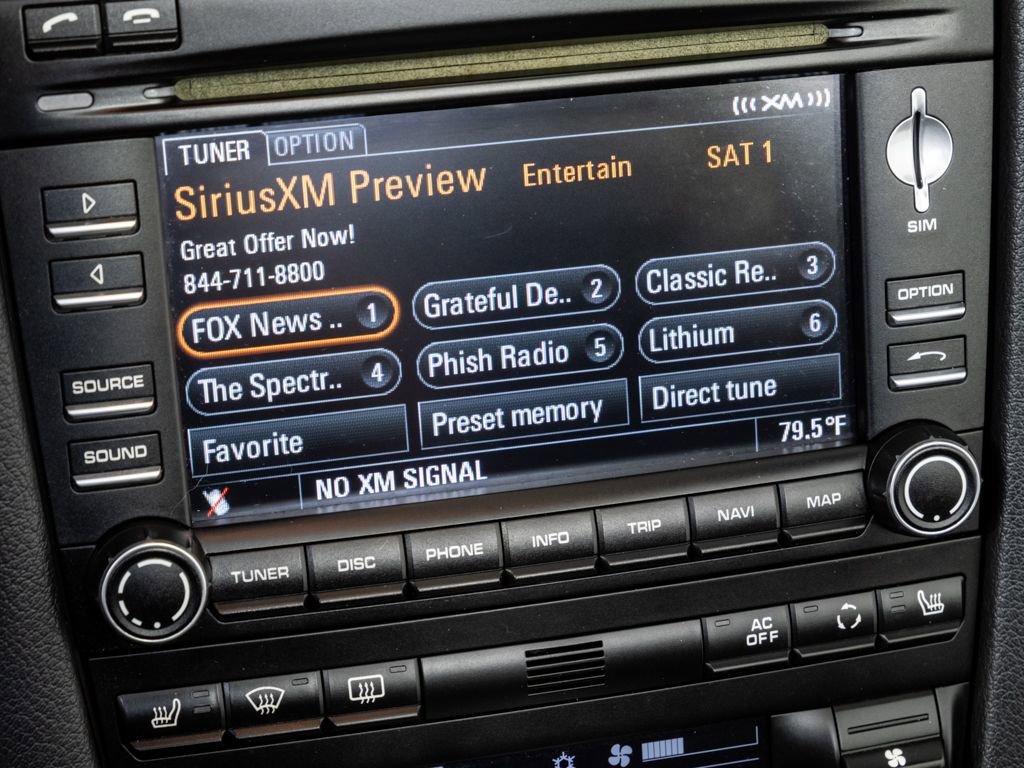 (((XM)))
TUNER OPTION
SiriusXM Preview Entertain SAT 1
Great Offer Now!
844-711-8800
FOX News .. 1 Grateful De.. 2 Classic Re.. 3
The Spectr.. 4 Phish Radio 5 Lithium 6
Favorite Preset memory Direct tune
NO XM SIGNAL 79.5°F
SOURCE
SOUND
SIM
OPTION
TUNER DISC PHONE INFO TRIP NAVI MAP
AC
OFF